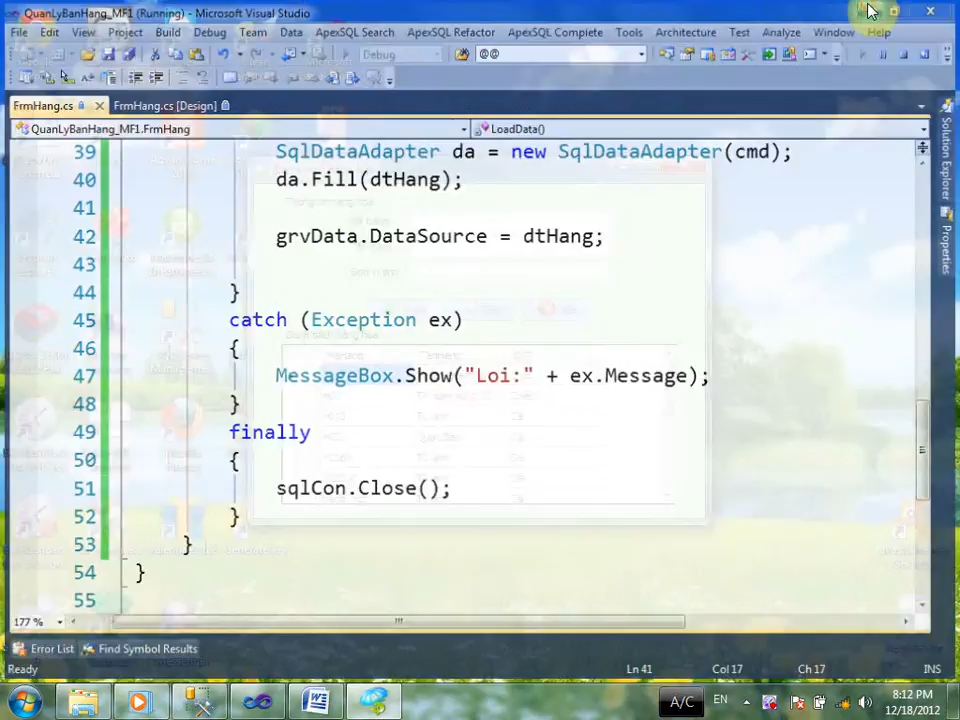 QuanLyBanHang_MF1 (Running) - Microsoft Visual Studio
File Edit View Project Build Debug Team Data ApexSQL Search ApexSQL Refactor ApexSQL Complete Tools Architecture Test Analyze Window Help
Debug @@
FrmHang.cs FrmHang.cs [Design]
QuanLyBanHang_MF1.FrmHang LoadData()
39 SqlDataAdapter da = new SqlDataAdapter(cmd);
40 da.Fill(dtHang);
41
42 grvData.DataSource = dtHang;
43
44 }
45 catch (Exception ex)
46 {
47 MessageBox.Show("Loi:" + ex.Message);
48 }
49 finally
50 {
51 sqlCon.Close();
52 }
53 }
54 }
55
177 %
Error List Find Symbol Results
Ready Ln 41 Col 17 Ch 17 INS
Solution Explorer
Properties
A/C EN 8:12 PM
12/18/2012